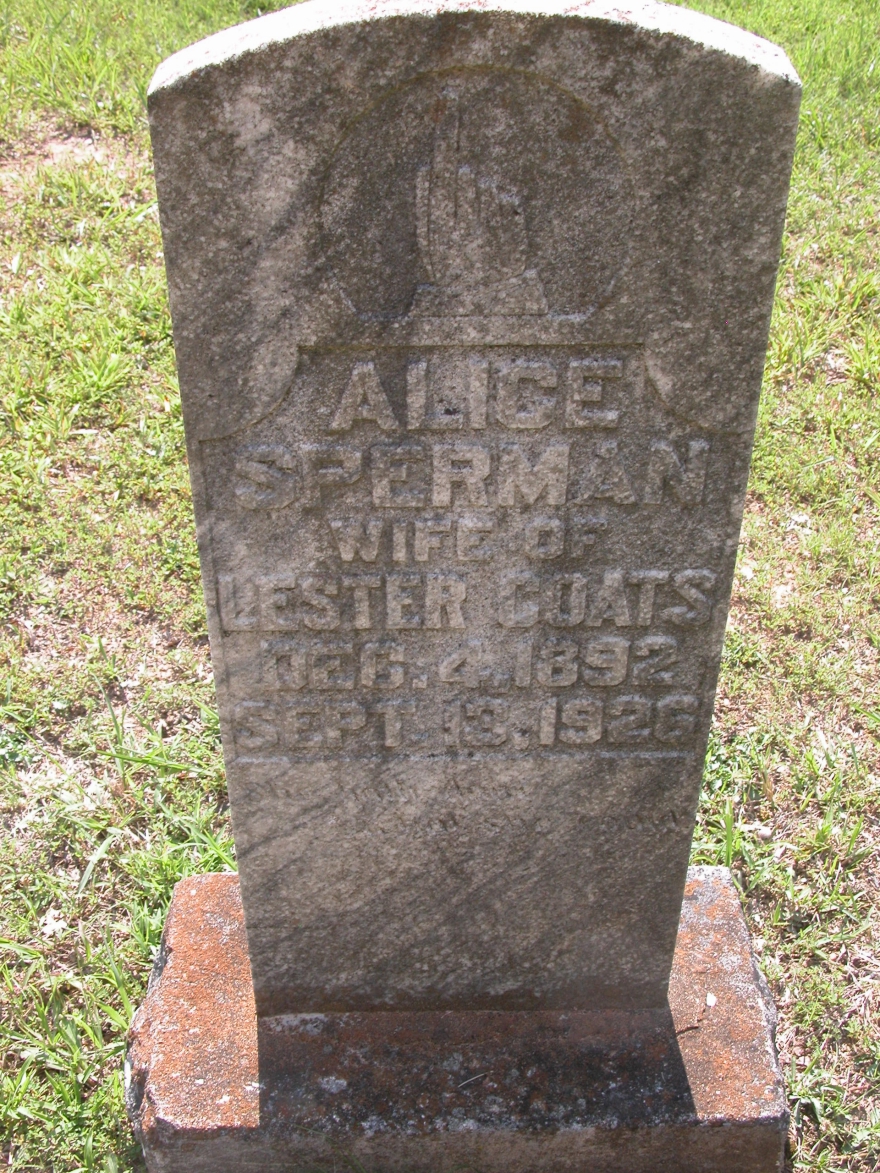 ALICE
SPERMAN
WIFE OF
LESTER COATS
DEC. 4, 1892
SEPT. 13, 1926